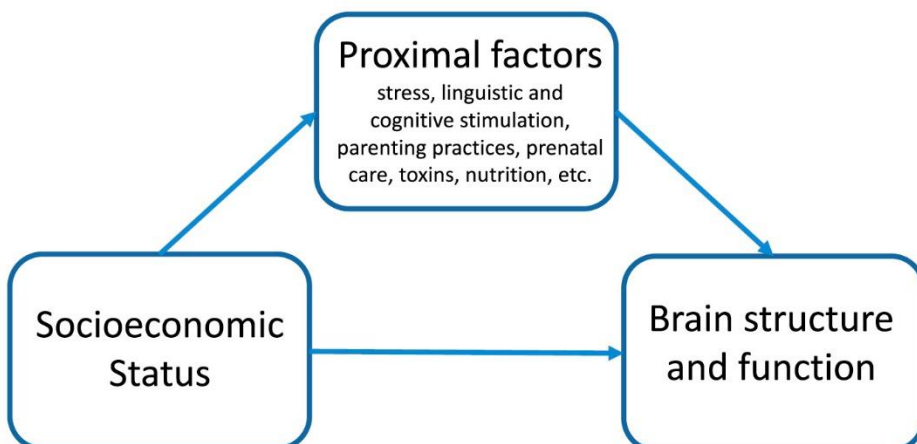 Proximal factors
stress, linguistic and
cognitive stimulation,
parenting practices, prenatal
care, toxins, nutrition, etc.
Socioeconomic
Status
Brain structure
and function